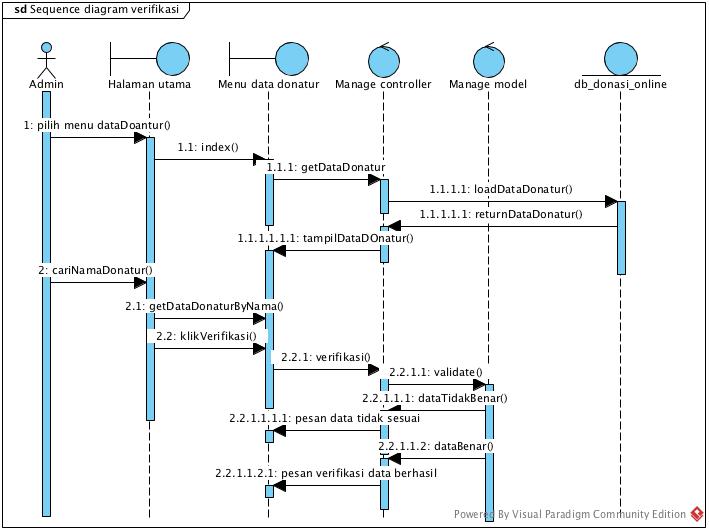 sd Sequence diagram verifikasi
Admin
Halaman utama
Menu data donatur
Manage controller
Manage model
db_donasi_online
1: pilih menu dataDoantur()
1.1: index()
1.1.1: getDataDonatur
1.1.1.1: loadDataDonatur()
1.1.1.1.1: returnDataDonatur()
1.1.1.1.1.1: tampilDataDOnatur()
2: cariNamaDonatur()
2.1: getDataDonaturByNama()
2.2: klikVerifikasi()
2.2.1: verifikasi()
2.2.1.1: validate()
2.2.1.1.1: dataTidakBenar()
2.2.1.1.1.1: pesan data tidak sesuai
2.2.1.1.2: dataBenar()
2.2.1.1.2.1: pesan verifikasi data berhasil
Powered By Visual Paradigm Community Edition